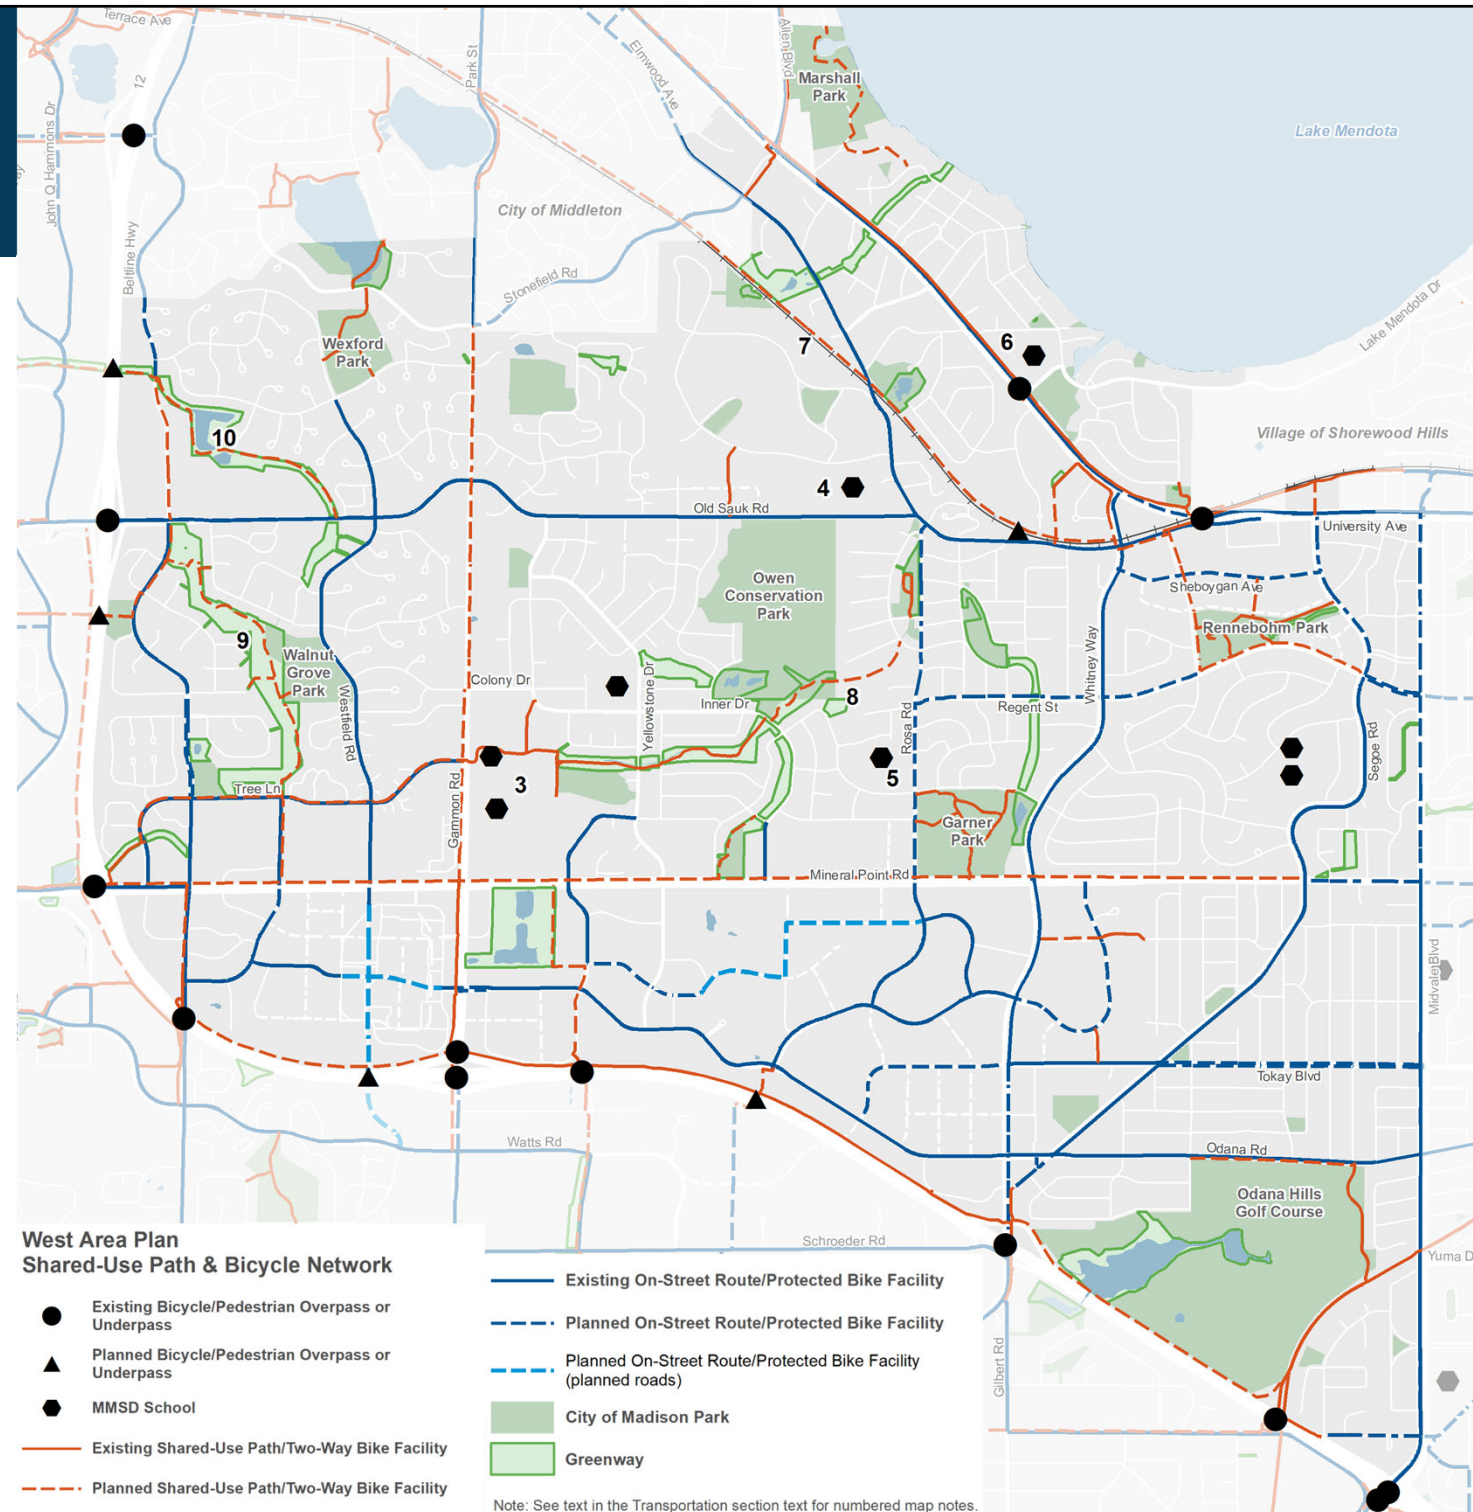 Terrace Ave
12
Park St
Allen Blvd
Elmwood Ave
Marshall
Park
Lake Mendota
John Q Hammons Dr
Beltline Hwy
City of Middleton
Stonefield Rd
Lake Mendota Dr
Wexford
Park
7
6
10
Village of Shorewood Hills
4
Old Sauk Rd
University Ave
Owen
Conservation
Park
Sheboygan Ave
Rennebohm Park
9
Walnut
Grove
Park
Westfield Rd
Colony Dr
Yellowstone Dr
Inner Dr
8
Rosa Rd
Regent St
Whitney Way
Segoe Rd
3
5
Tree Ln
Gammon Rd
Garner
Park
Mineral Point Rd
Midvale Blvd
Tokay Blvd
Watts Rd
Odana Rd
Odana Hills
Golf Course
Schroeder Rd
Yuma D
Gilbert Rd
West Area Plan
Shared-Use Path & Bicycle Network
Existing Bicycle/Pedestrian Overpass or
Underpass
Planned Bicycle/Pedestrian Overpass or
Underpass
MMSD School
Existing Shared-Use Path/Two-Way Bike Facility
Planned Shared-Use Path/Two-Way Bike Facility
Existing On-Street Route/Protected Bike Facility
Planned On-Street Route/Protected Bike Facility
Planned On-Street Route/Protected Bike Facility
(planned roads)
City of Madison Park
Greenway
Note: See text in the Transportation section text for numbered map notes.